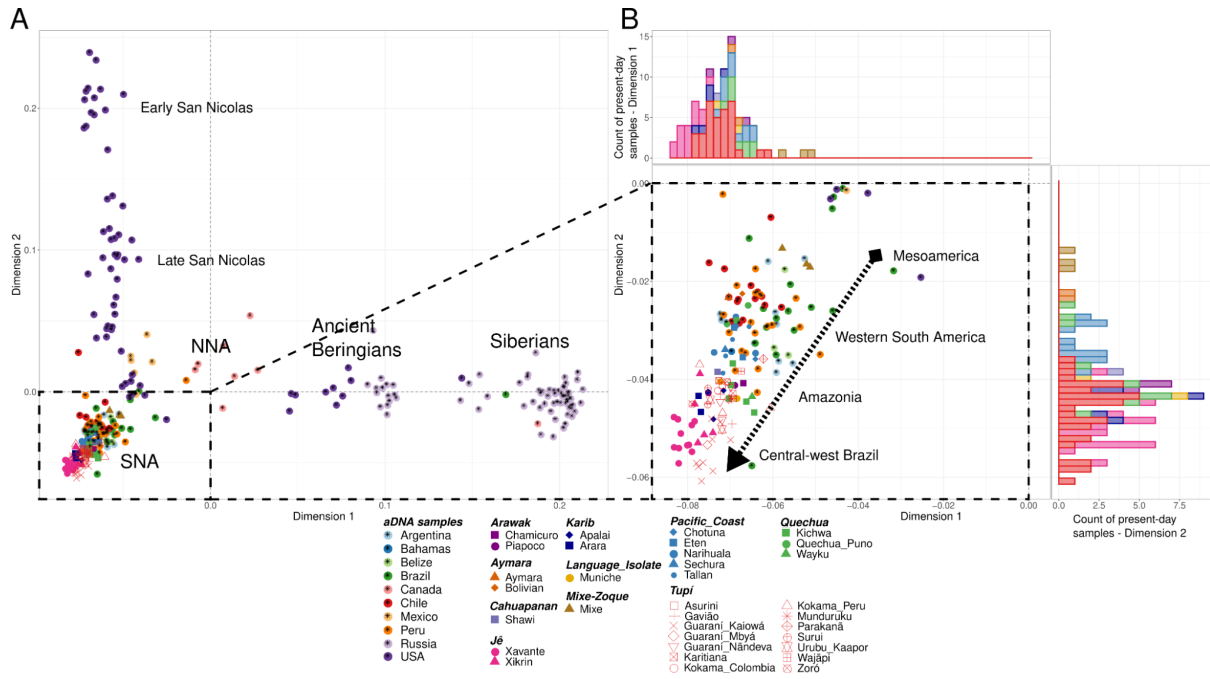 A
B
Early San Nicolas
Late San Nicolas
NNA
Ancient
Beringians
Siberians
SNA
0.2
0.1
0.0
Dimension 2
0.0
0.1
0.2
Dimension 1
15
10
5
0
Count of present-day
samples - Dimension 1
0.00
−0.02
−0.04
−0.06
Dimension 2
Mesoamerica
Western South America
Amazonia
Central-west Brazil
−0.08
−0.06
−0.04
−0.02
0.00
Dimension 1
0
2.5
5.0
7.5
Count of present-day
samples - Dimension 2
aDNA samples
Argentina
Bahamas
Belize
Brazil
Canada
Chile
Mexico
Peru
Russia
USA
Arawak
Chamicuro
Piapoco
Aymara
Aymara
Bolivian
Cahuapanan
Shawi
Jê
Xavante
Xikrin
Karib
Apalai
Arara
Language_Isolate
Muniche
Mixe-Zoque
Mixe
Pacific_Coast
Chotuna
Eten
Narihuala
Sechura
Tallan
Quechua
Kichwa
Quechua_Puno
Wayku
Tupí
Asurini
Gavião
Guaraní_Kaiowá
Guaraní_Mbyá
Guaraní_Nãndeva
Karitiana
Kokama_Colombia
Kokama_Peru
Munduruku
Parakanã
Surui
Urubu_Kaapor
Wajãpi
Zoró